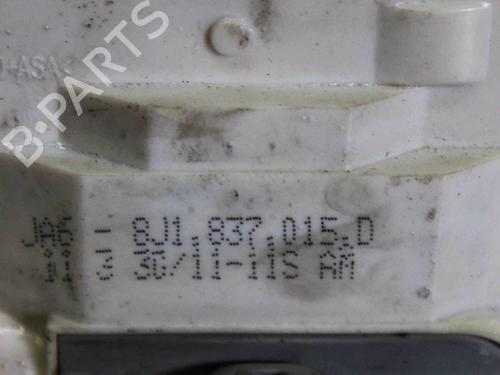 B-PARTS
JA6 - 8J1.837.015.D
11 3 30/11-11S AM